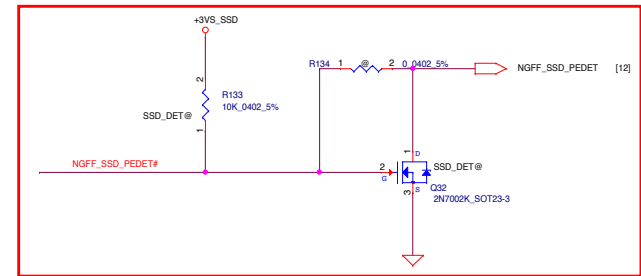 +3VS_SSD
R134 1 @ 2 0_0402_5%
NGFF_SSD_PEDET [12]
2
R133
10K_0402_5%
SSD_DET@
1
NGFF_SSD_PEDET#
1 D
2 G
SSD_DET@
3 S
Q32
2N7002K_SOT23-3